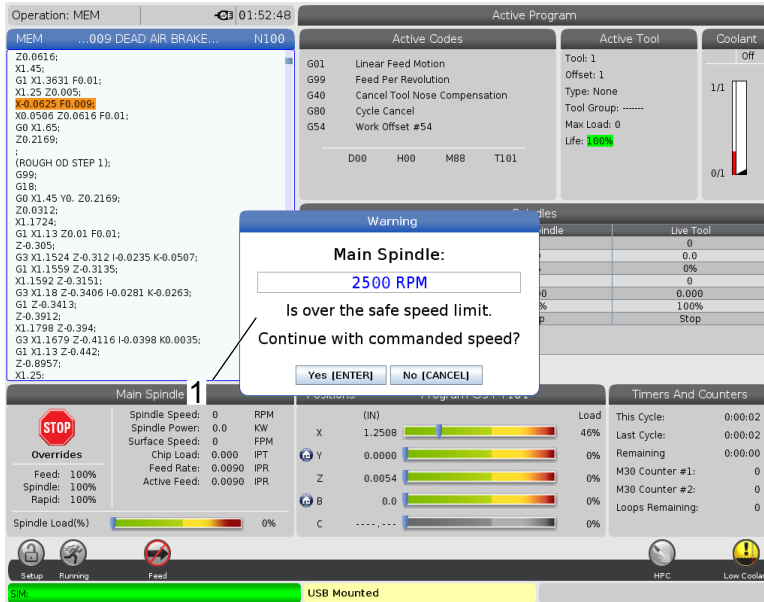 Operation: MEM
01:52:48
Active Program
MEM ...009 DEAD AIR BRAKE... N100
Z0.0616;
X1.45;
G1 X1.3631 F0.01;
X1.25 Z0.005;
X-0.0625 F0.009;
X0.0506 Z0.0616 F0.01;
G0 X1.65;
Z0.2169;
;
(ROUGH OD STEP 1);
G99;
G18;
G0 X1.45 Y0. Z0.2169;
Z0.0312;
X1.1724;
G1 X1.13 Z0.01 F0.01;
Z-0.305;
G3 X1.1524 Z-0.312 I-0.0235 K-0.0507;
G1 X1.1559 Z-0.3135;
X1.1592 Z-0.3151;
G3 X1.18 Z-0.3406 I-0.0281 K-0.0263;
G1 Z-0.3413;
Z-0.3912;
X1.1798 Z-0.394;
G3 X1.1679 Z-0.4116 I-0.0398 K0.0035;
G1 X1.13 Z-0.442;
Z-0.8957;
X1.25;
Active Codes
G01 Linear Feed Motion
G99 Feed Per Revolution
G40 Cancel Tool Nose Compensation
G80 Cycle Cancel
G54 Work Offset #54
D00 H00 M88 T101
Active Tool
Tool: 1
Offset: 1
Type: None
Tool Group: -------
Max Load: 0
Life: 100%
Coolant
Off
1/1
0/1
Live Tool
0
0.0
0%
0
0.000
100%
Stop
Warning
Main Spindle:
2500 RPM
Is over the safe speed limit.
Continue with commanded speed?
Yes [ENTER] No [CANCEL]
1
Main Spindle
STOP
Overrides
Feed: 100%
Spindle: 100%
Rapid: 100%
Spindle Speed: 0 RPM
Spindle Power: 0.0 KW
Surface Speed: 0 FPM
Chip Load: 0.000 IPT
Feed Rate: 0.0090 IPR
Active Feed: 0.0090 IPR
Spindle Load(%) 0%
Positions Program G54 T101
(IN) Load
X 1.2508 46%
Y 0.0000 0%
Z 0.0054 0%
B 0.0 0%
C ----.--- 0%
Timers And Counters
This Cycle: 0:00:02
Last Cycle: 0:00:02
Remaining 0:00:00
M30 Counter #1: 0
M30 Counter #2: 0
Loops Remaining: 0
Setup Running Feed HPC Low Coola
SIM: USB Mounted